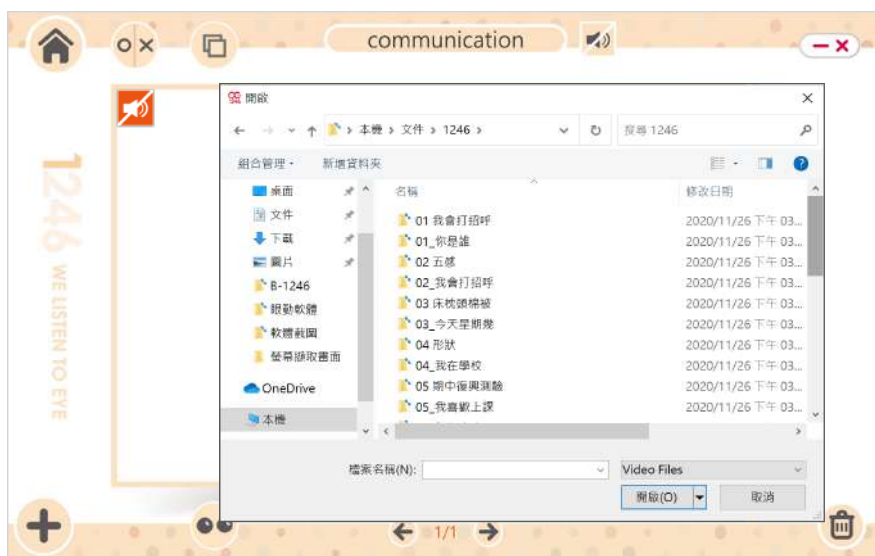 communication
1246 WE LISTEN TO EYE
開啟
本機 › 文件 › 1246 ›
搜尋 1246
組合管理
新增資料夾
桌面
文件
下載
圖片
B-1246
眼動軟體
軟體截圖
螢幕擷取畫面
OneDrive
本機
名稱 修改日期
01 我會打招呼 2020/11/26 下午 03...
01_你是誰 2020/11/26 下午 03...
02 五感 2020/11/26 下午 03...
02_我會打招呼 2020/11/26 下午 03...
03 床枕頭棉被 2020/11/26 下午 03...
03_今天星期幾 2020/11/26 下午 03...
04 形狀 2020/11/26 下午 03...
04_我在學校 2020/11/26 下午 03...
05 期中復興測驗 2020/11/26 下午 03...
05_我喜歡上課 2020/11/26 下午 03...
檔案名稱(N):
Video Files
開啟(O)
取消
1/1